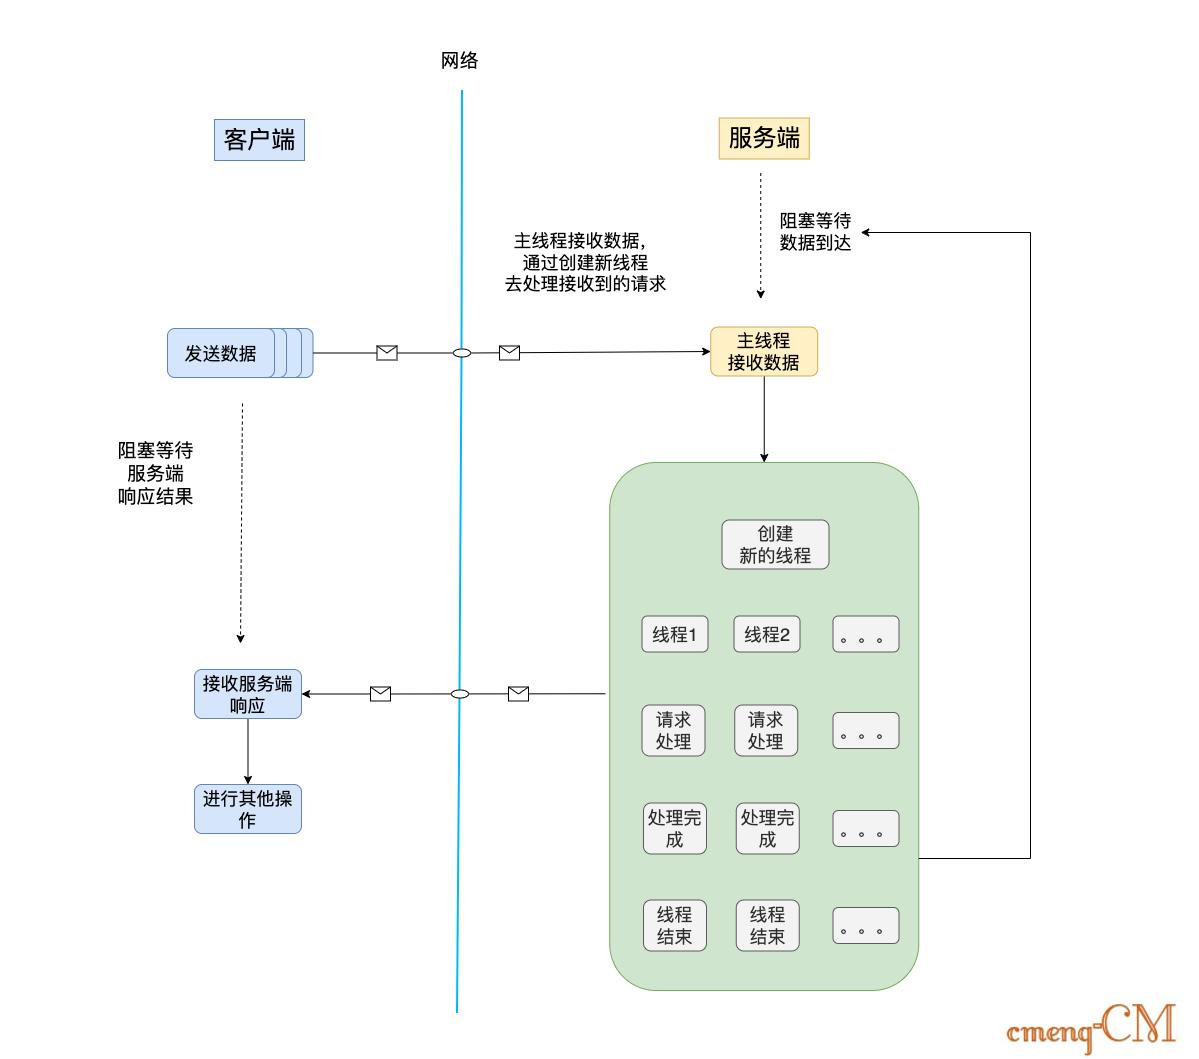 网络
客户端
服务端
阻塞等待
数据到达
主线程接收数据，
通过创建新线程
去处理接收到的请求
发送数据
主线程
接收数据
阻塞等待
服务端
响应结果
创建
新的线程
线程1
线程2
。。。
接收服务端
响应
请求
处理
请求
处理
。。。
进行其他操
作
处理完
成
处理完
成
。。。
线程
结束
线程
结束
。。。
cmenq-CM